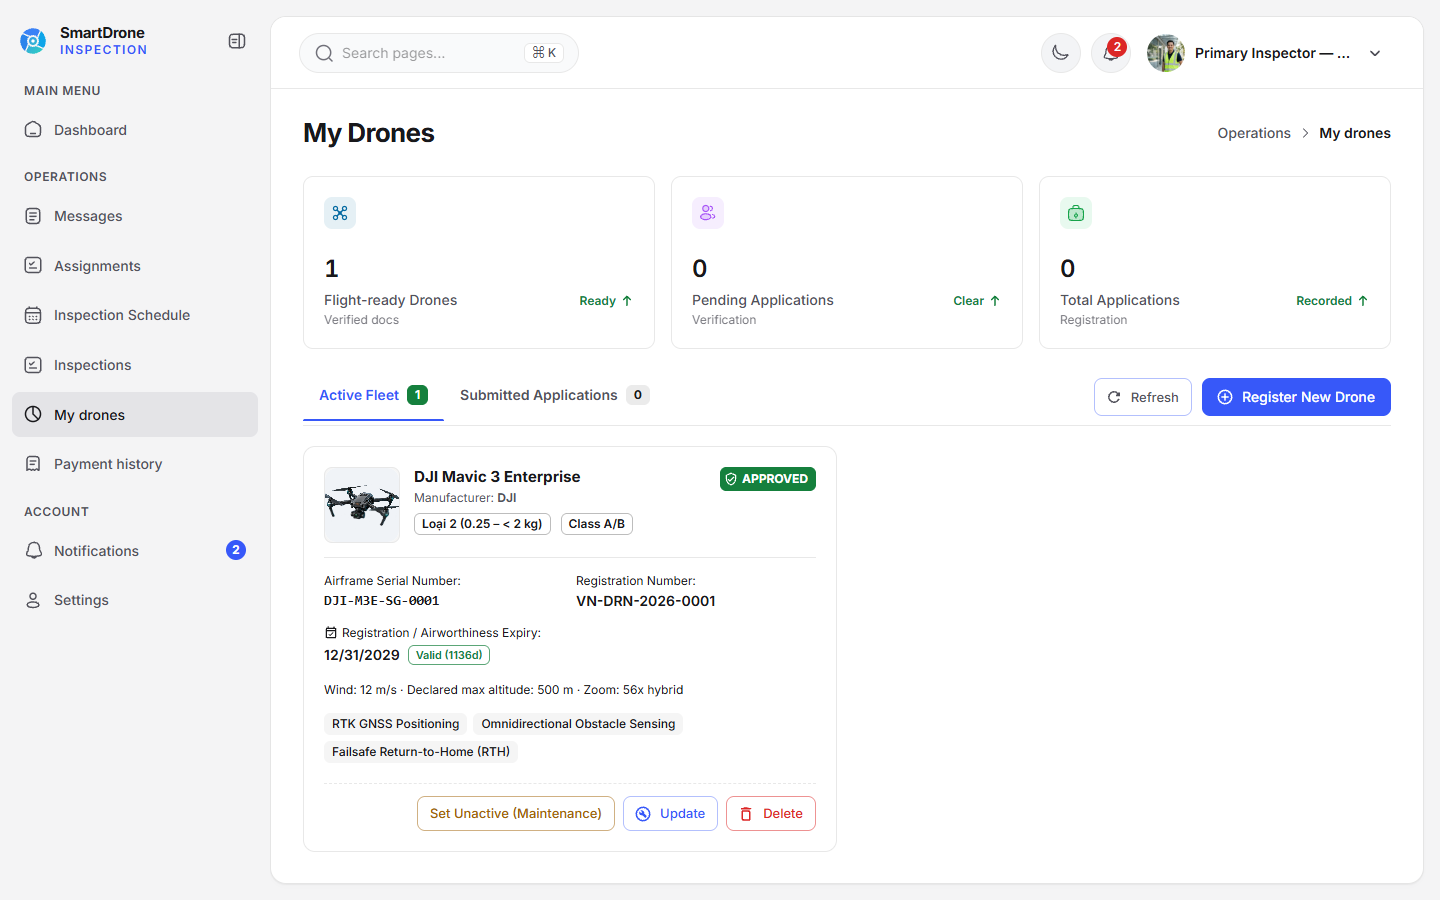 SmartDrone
INSPECTION
MAIN MENU
Dashboard
OPERATIONS
Messages
Assignments
Inspection Schedule
Inspections
My drones
Payment history
ACCOUNT
Notifications 2
Settings
Search pages... ⌘ K
2
Primary Inspector — ...
My Drones
Operations > My drones
1
Flight-ready Drones Ready ↑
Verified docs
0
Pending Applications Clear ↑
Verification
0
Total Applications Recorded ↑
Registration
Active Fleet 1 Submitted Applications 0
Refresh Register New Drone
DJI Mavic 3 Enterprise APPROVED
Manufacturer: DJI
Loại 2 (0.25 – < 2 kg) Class A/B
Airframe Serial Number: Registration Number:
DJI-M3E-SG-0001 VN-DRN-2026-0001
Registration / Airworthiness Expiry:
12/31/2029 Valid (1136d)
Wind: 12 m/s · Declared max altitude: 500 m · Zoom: 56x hybrid
RTK GNSS Positioning Omnidirectional Obstacle Sensing
Failsafe Return-to-Home (RTH)
Set Unactive (Maintenance) Update Delete